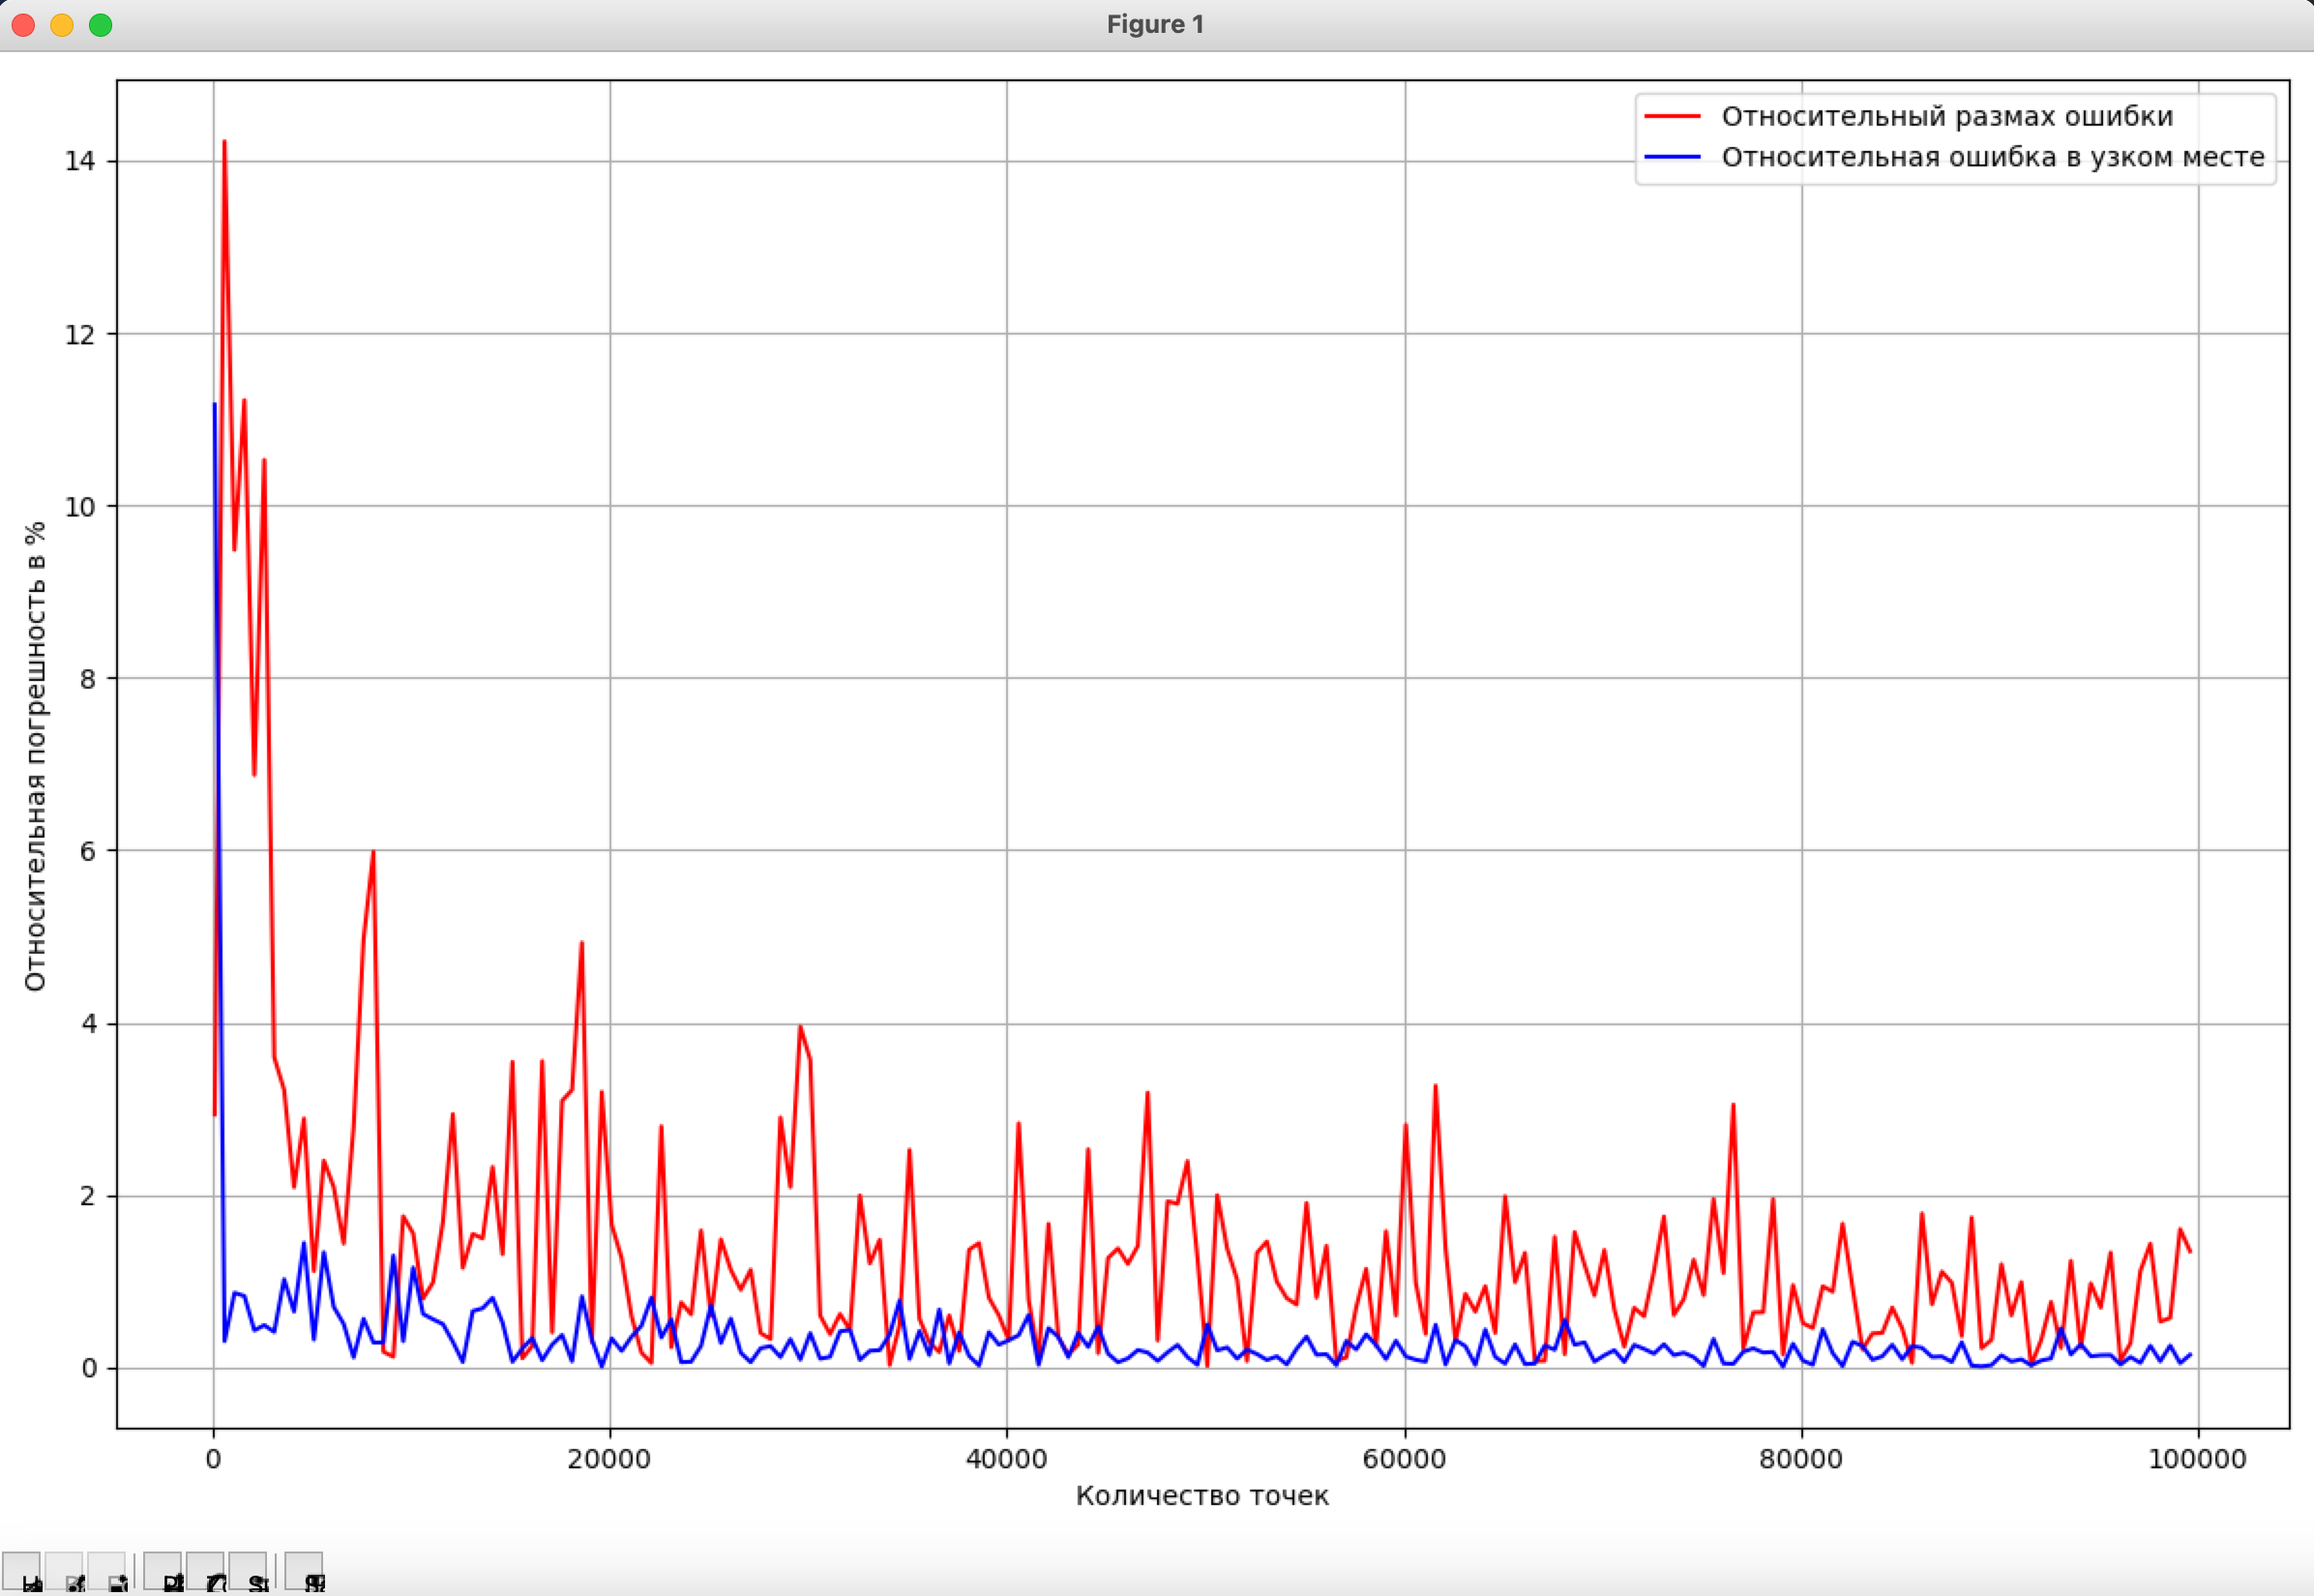 Figure 1
Относительный размах ошибки
Относительная ошибка в узком месте
14
12
10
8
6
4
2
0
Относительная погрешность в %
0 20000 40000 60000 80000 100000
Количество точек